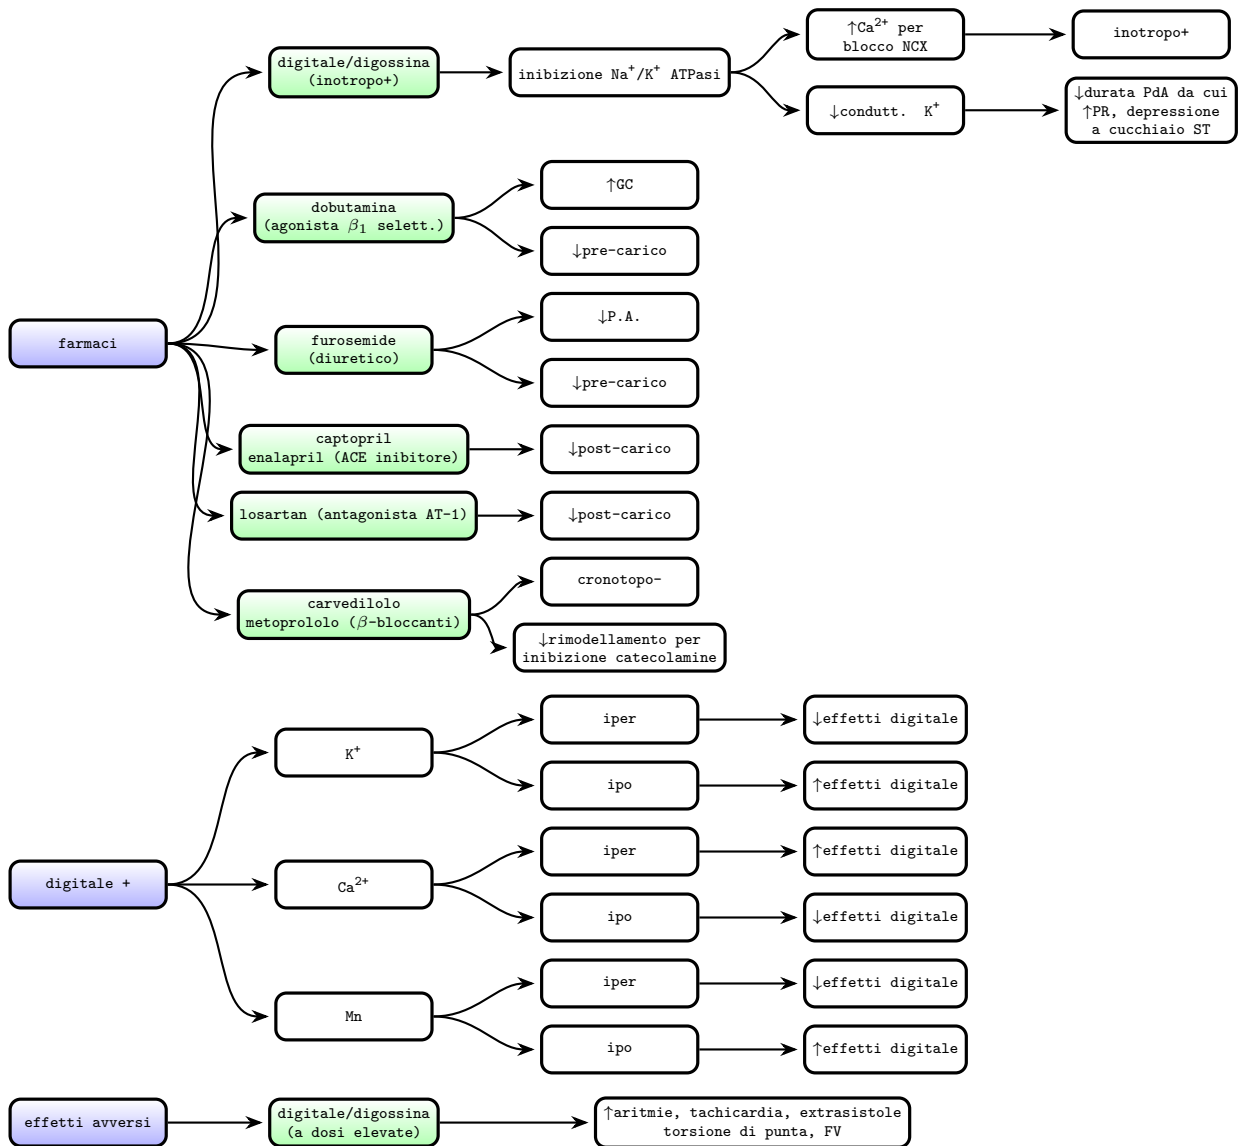 farmaci
digitale/digossina
(inotropo+)
inibizione Na⁺/K⁺ ATPasi
↑Ca²⁺ per
blocco NCX
inotropo+
↓condutt. K⁺
↓durata PdA da cui
↑PR, depressione
a cucchiaio ST
dobutamina
(agonista β₁ selett.)
↑GC
↓pre-carico
furosemide
(diuretico)
↓P.A.
↓pre-carico
captopril
enalapril (ACE inibitore)
↓post-carico
losartan (antagonista AT-1)
↓post-carico
carvedilolo
metoprololo (β-bloccanti)
cronotopo-
↓rimodellamento per
inibizione catecolamine
digitale +
K⁺
iper
↓effetti digitale
ipo
↑effetti digitale
Ca²⁺
iper
↑effetti digitale
ipo
↓effetti digitale
Mn
iper
↓effetti digitale
ipo
↑effetti digitale
effetti avversi
digitale/digossina
(a dosi elevate)
↑aritmie, tachicardia, extrasistole
torsione di punta, FV